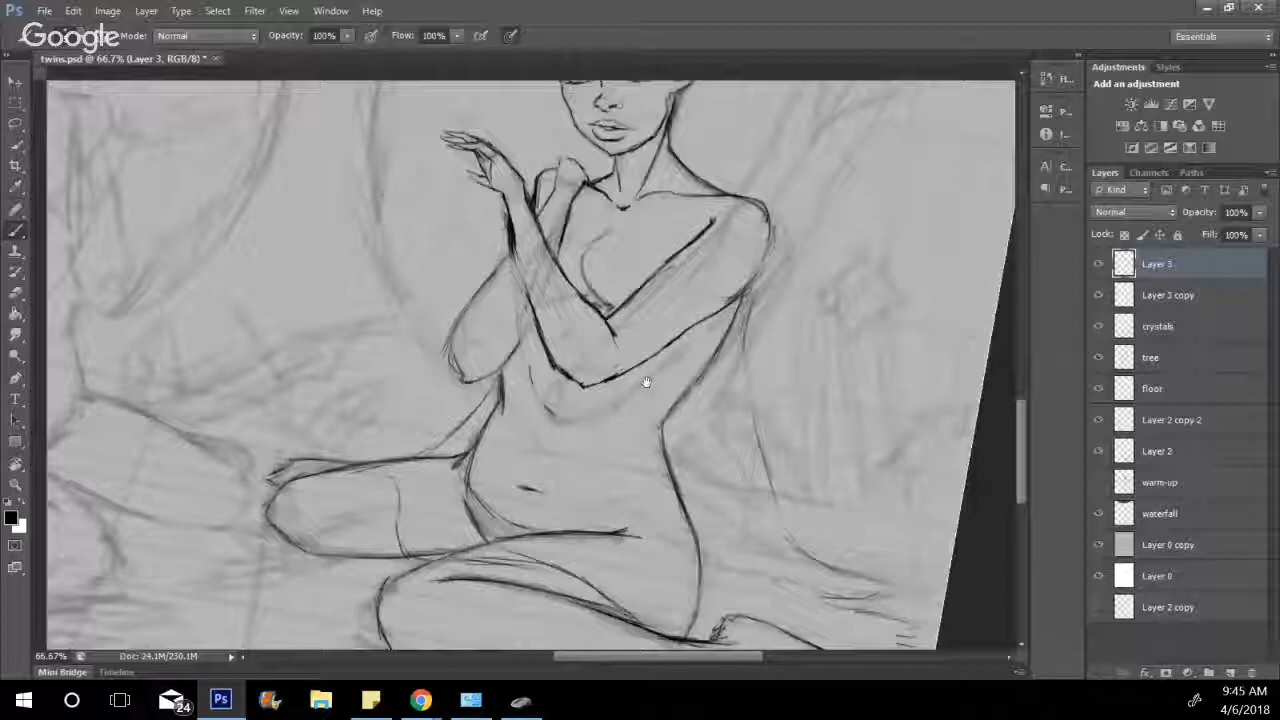 Ps File Edit Image Layer Type Select Filter View Window Help
Google Mode: Normal Opacity: 100% Flow: 100% Essentials
twins.psd @ 66.7% (Layer 3, RGB/8) *
Adjustments Styles
Add an adjustment
Layers Channels Paths
Kind
Normal Opacity: 100%
Lock: Fill: 100%
Layer 3
Layer 3 copy
crystals
tree
floor
Layer 2 copy 2
Layer 2
warm-up
waterfall
Layer 0 copy
Layer 0
Layer 2 copy
66.67% Doc: 24.1M/230.1M
Mini Bridge Timeline
24 Ps
9:45 AM
4/6/2018